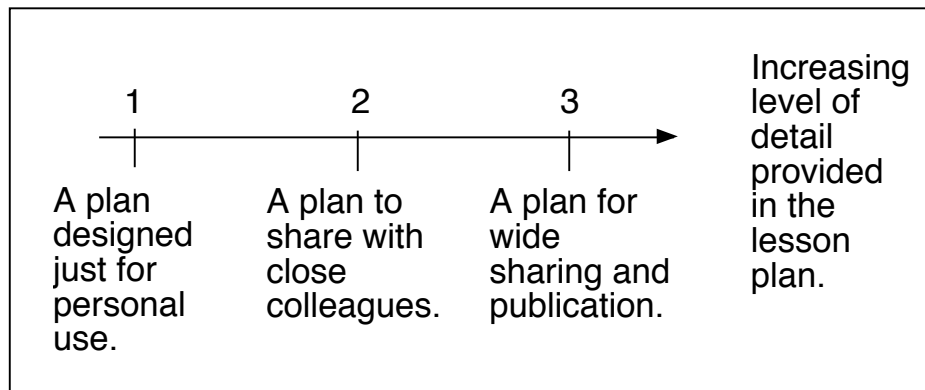 1
2
3
A plan
designed
just for
personal
use.
A plan to
share with
close
colleagues.
A plan for
wide
sharing and
publication.
Increasing
level of
detail
provided
in the
lesson
plan.